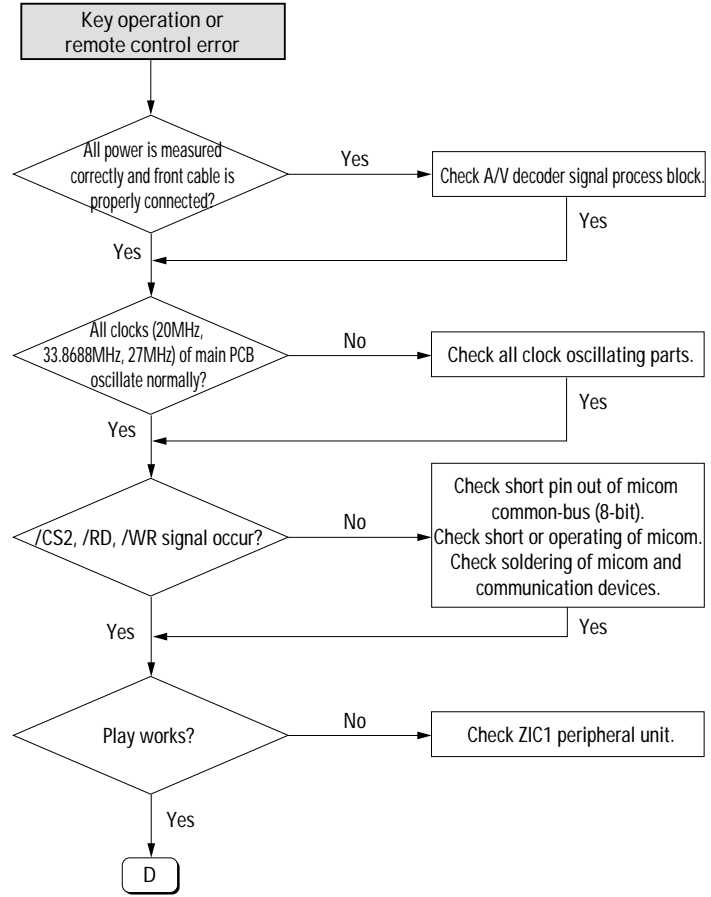 Key operation or
remote control error
All power is measured
correctly and front cable is
properly connected?
Yes
Check A/V decoder signal process block.
Yes
Yes
All clocks (20MHz,
33.8688MHz, 27MHz) of main PCB
oscillate normally?
No
Check all clock oscillating parts.
Yes
Yes
/CS2, /RD, /WR signal occur?
No
Check short pin out of micom
common-bus (8-bit).
Check short or operating of micom.
Check soldering of micom and
communication devices.
Yes
Yes
Play works?
No
Check ZIC1 peripheral unit.
Yes
D